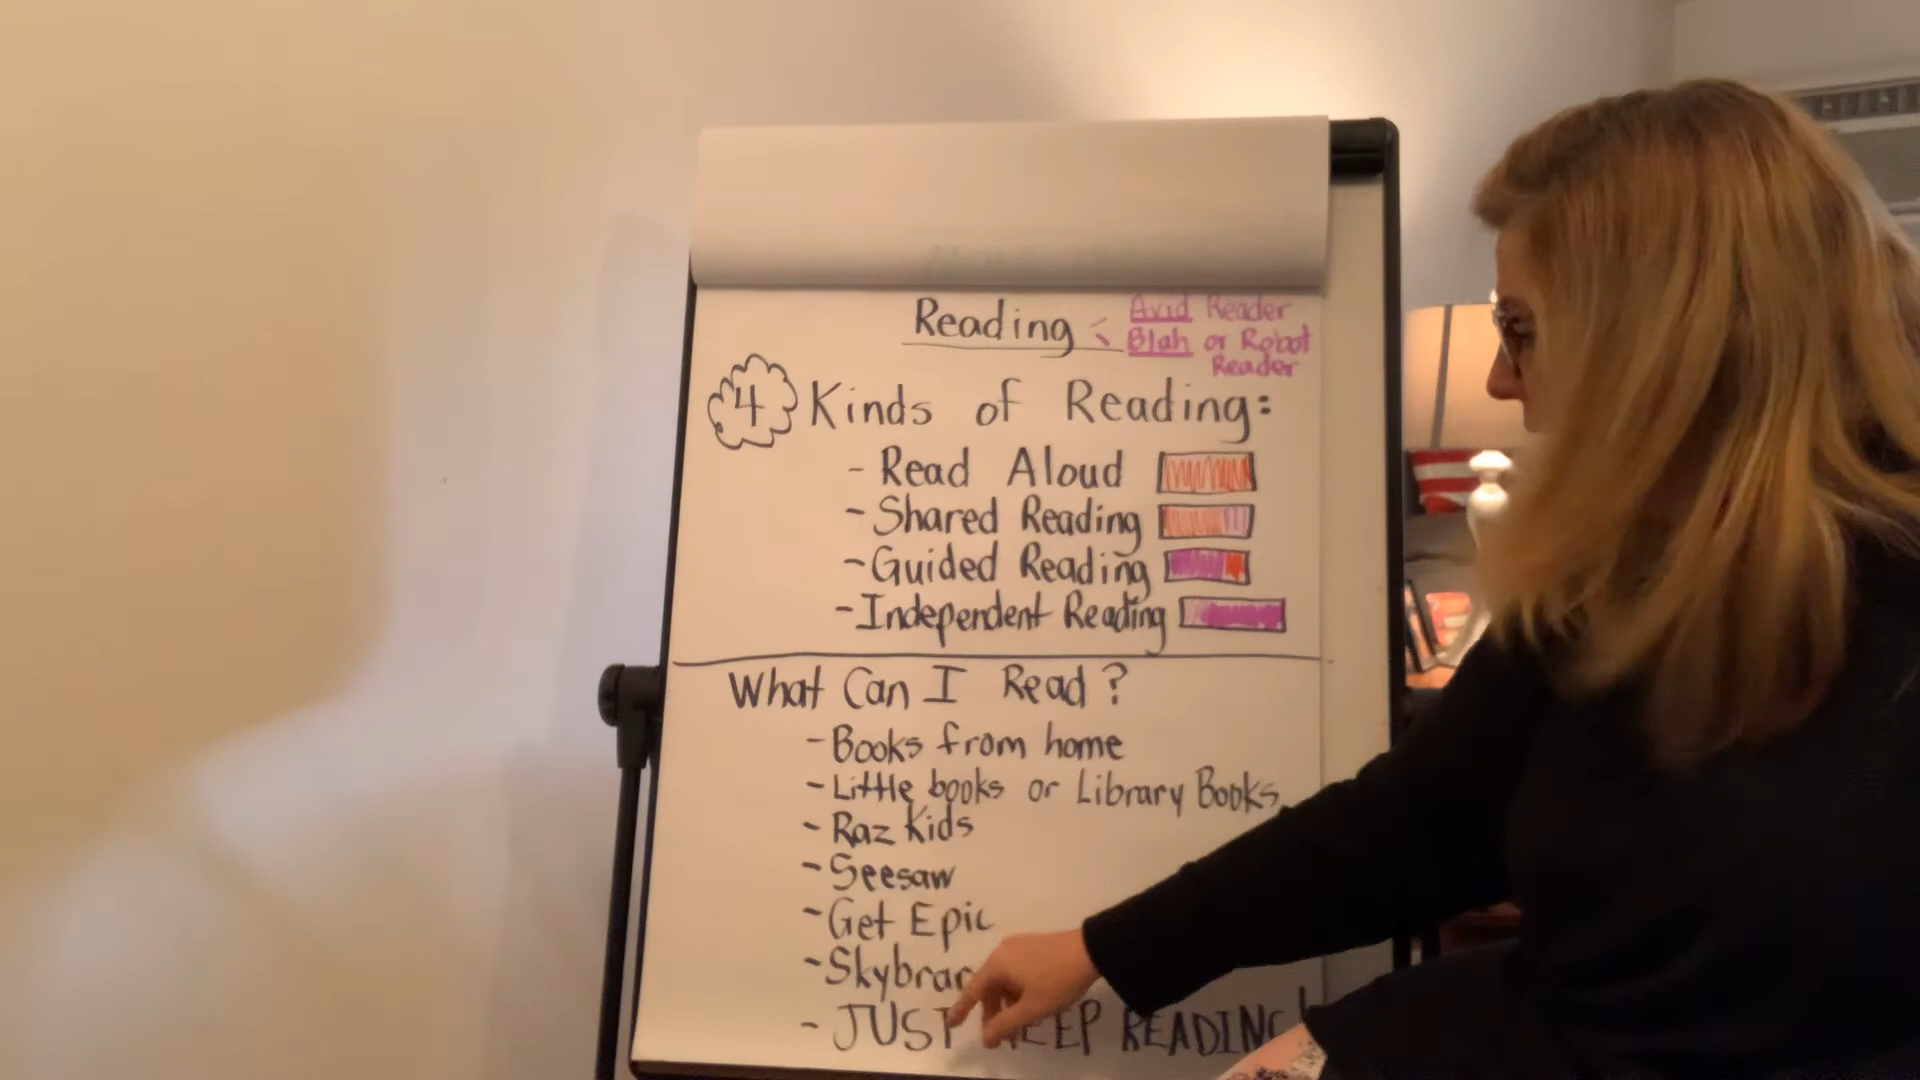 Reading
Avid Reader
Blah or Robot
Reader
4 Kinds of Reading:
- Read Aloud
- Shared Reading
- Guided Reading
- Independent Reading
What Can I Read?
- Books from home
- Little books or Library Books
- Raz Kids
- Seesaw
- Get Epic
- JUST READING!